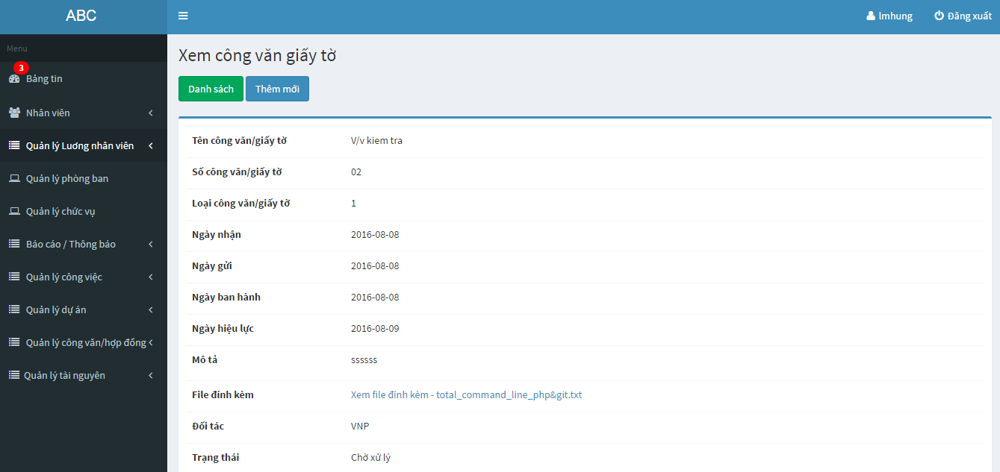 ABC
lmhung Đăng xuất
Menu
3
Bảng tin
Nhân viên
Quản lý Lương nhân viên
Quản lý phòng ban
Quản lý chức vụ
Báo cáo / Thông báo
Quản lý công việc
Quản lý dự án
Quản lý công văn/hợp đồng
Quản lý tài nguyên
Xem công văn giấy tờ
Danh sách Thêm mới
Tên công văn/giấy tờ V/v kiem tra
Số công văn/giấy tờ 02
Loại công văn/giấy tờ 1
Ngày nhận 2016-08-08
Ngày gửi 2016-08-08
Ngày ban hành 2016-08-08
Ngày hiệu lực 2016-08-09
Mô tả ssssss
File đính kèm Xem file đính kèm - total_command_line_php&git.txt
Đối tác VNP
Trạng thái Chờ xử lý